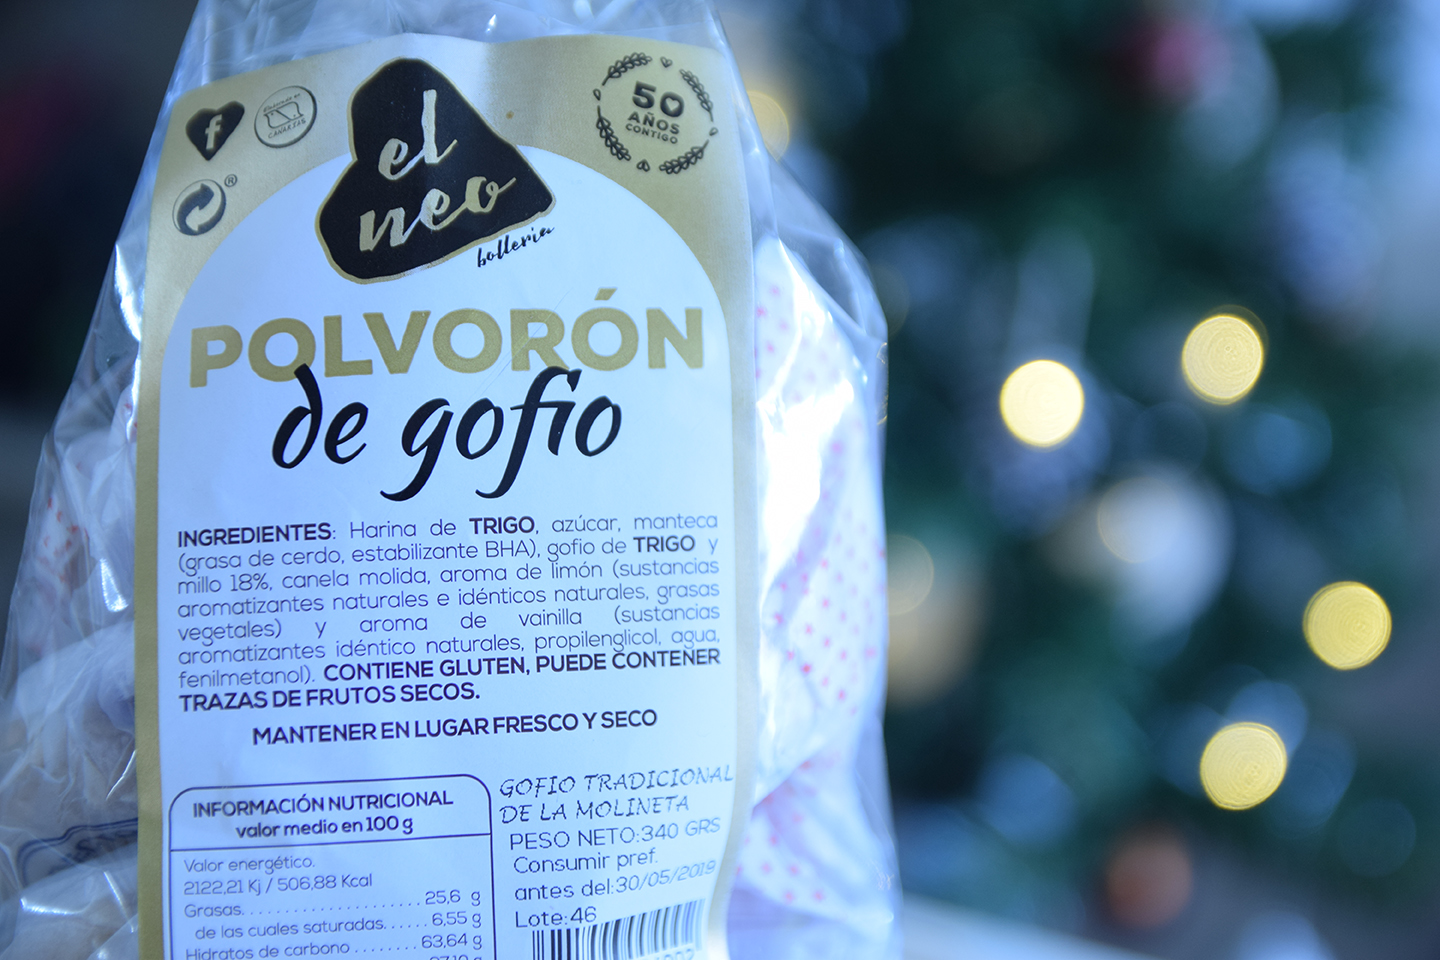 f
CANARIAS
®
el
neo
bollería
50
AÑOS
CONTIGO
POLVORÓN
de gofio
INGREDIENTES: Harina de TRIGO, azúcar, manteca
(grasa de cerdo, estabilizante BHA), gofio de TRIGO y
millo 18%, canela molida, aroma de limón (sustancias
aromatizantes naturales e idénticos naturales, grasas
vegetales) y aroma de vainilla (sustancias
aromatizantes idéntico naturales, propilenglicol, agua,
fenilmetanol). CONTIENE GLUTEN, PUEDE CONTENER
TRAZAS DE FRUTOS SECOS.
MANTENER EN LUGAR FRESCO Y SECO
INFORMACIÓN NUTRICIONAL
valor medio en 100 g
Valor energético.
2122,21 Kj / 506,88 Kcal
Grasas. . . . . . . . . . . . . . . . . . . . 25,6 g
de las cuales saturadas. . . . . . 6,55 g
Hidratos de carbono . . . . . . . . 63,64 g
GOFIO TRADICIONAL
DE LA MOLINETA
PESO NETO:340 GRS
Consumir pref.
antes del:30/05/2019
Lote:46